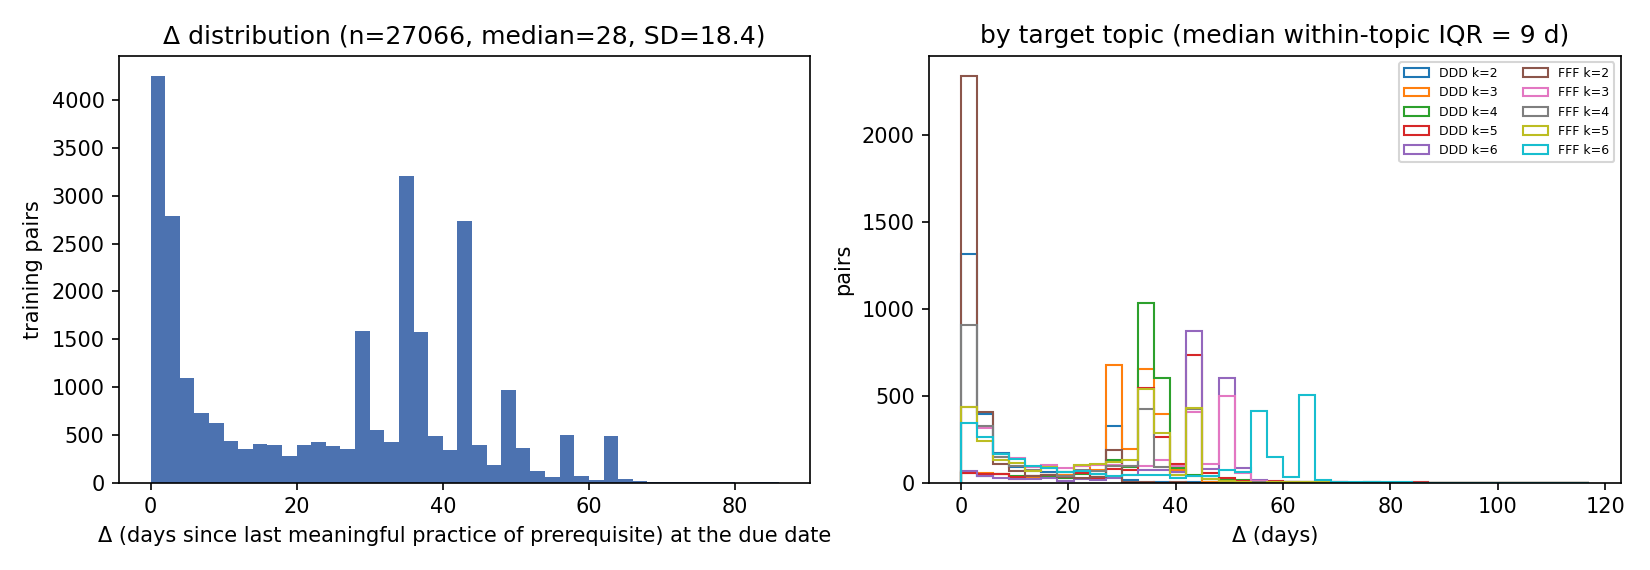 Δ distribution (n=27066, median=28, SD=18.4)
training pairs
4000
3500
3000
2500
2000
1500
1000
500
0
0 20 40 60 80
Δ (days since last meaningful practice of prerequisite) at the due date
by target topic (median within-topic IQR = 9 d)
DDD k=2 FFF k=2
DDD k=3 FFF k=3
DDD k=4 FFF k=4
DDD k=5 FFF k=5
DDD k=6 FFF k=6
pairs
2000
1500
1000
500
0
0 20 40 60 80 100 120
Δ (days)